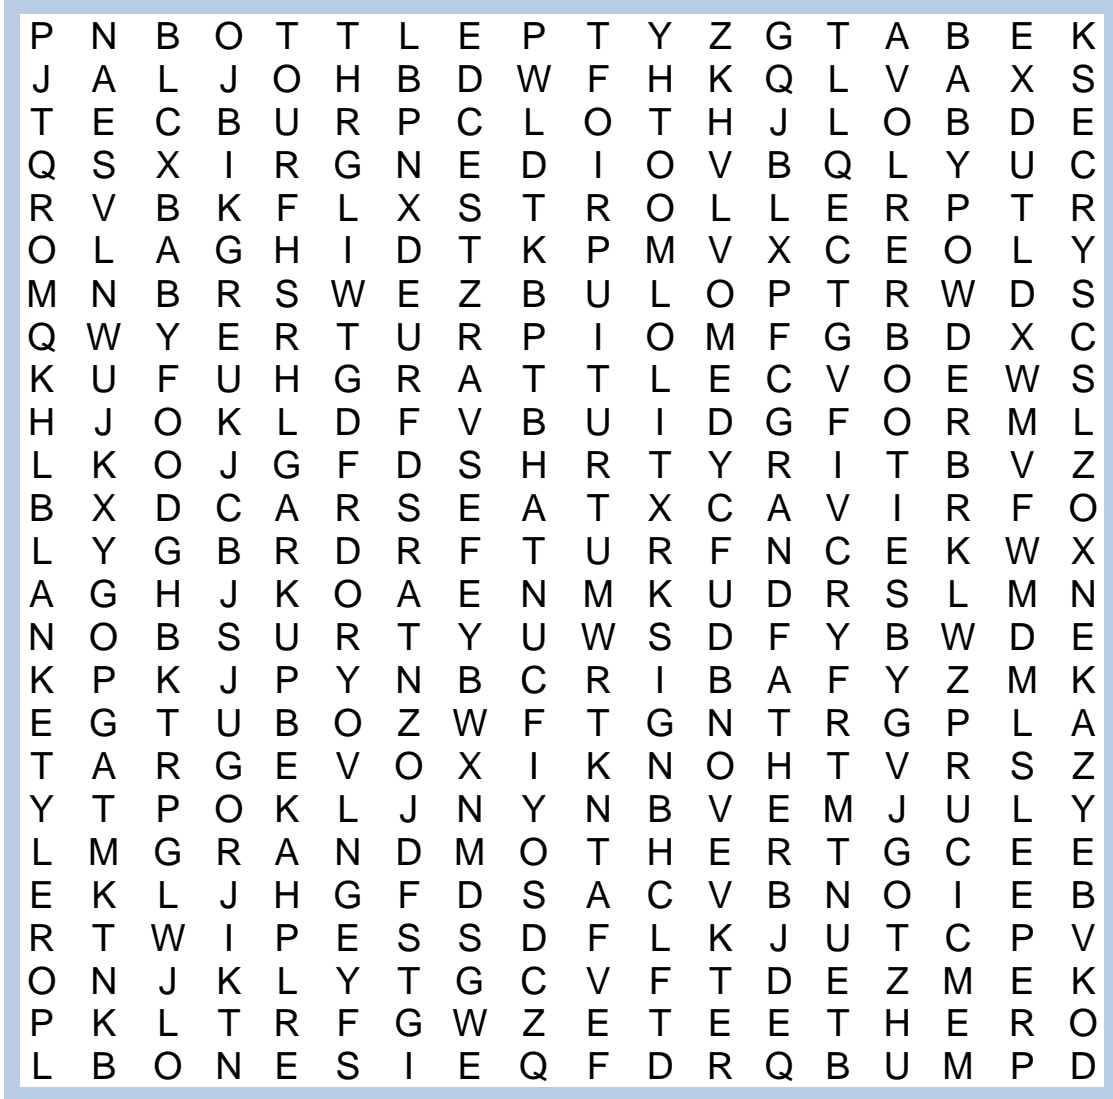 P N B O T T L E P T Y Z G T A B E K
J A L J O H B D W F H K Q L V A X S
T E C B U R P C L O T H J L O B D E
Q S X I R G N E D I O V B Q L Y U C
R V B K F L X S T R O L L E R P T R
O L A G H I D T K P M V X C E O L Y
M N B R S W E Z B U L O P T R W D S
Q W Y E R T U R P I O M F G B D X C
K U F U H G R A T T L E C V O E W S
H J O K L D F V B U I D G F O R M L
L K O J G F D S H R T Y R I T B V Z
B X D C A R S E A T X C A V I R F O
L Y G B R D R F T U R F N C E K W X
A G H J K O A E N M K U D R S L M N
N O B S U R T Y U W S D F Y B W D E
K P K J P Y N B C R I B A F Y Z M K
E G T U B O Z W F T G N T R G P L A
T A R G E V O X I K N O H T V R S Z
Y T P O K L J N Y N B V E M J U L Y
L M G R A N D M O T H E R T G C E E
E K L J H G F D S A C V B N O I E B
R T W I P E S S D F L K J U T C P V
O N J K L Y T G C V F T D E Z M E K
P K L T R F G W Z E T E E T H E R O
L B O N E S I E Q F D R Q B U M P D